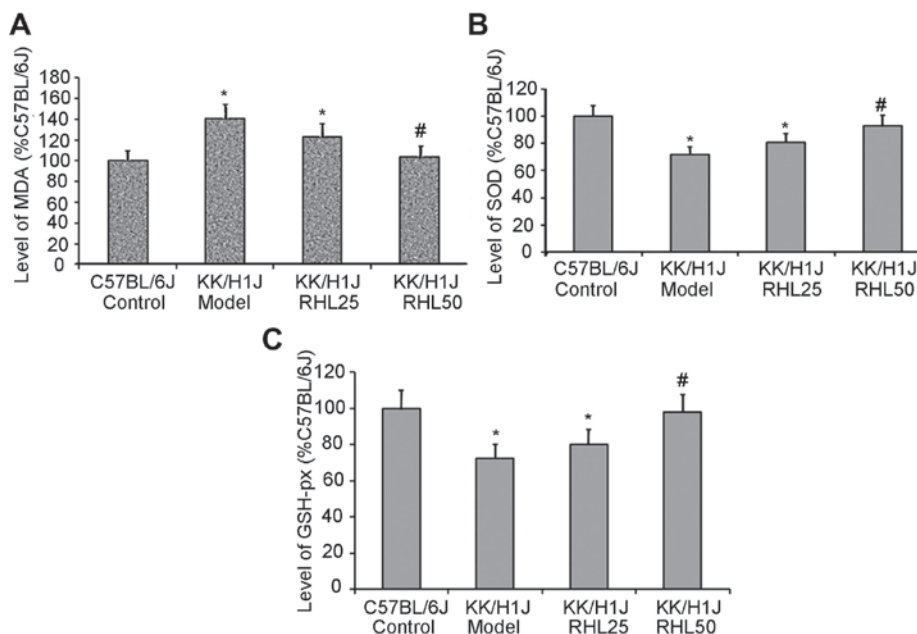 A
Level of MDA (%C57BL/6J)
180
160
140
120
100
80
60
40
20
0
*
*
#
C57BL/6J KK/H1J KK/H1J KK/H1J
Control Model RHL25 RHL50
B
Level of SOD (%C57BL/6J)
120
100
80
60
40
20
0
*
*
#
C57BL/6J KK/H1J KK/H1J KK/H1J
Control Model RHL25 RHL50
C
Level of GSH-px (%C57BL/6J)
120
100
80
60
40
20
0
*
*
#
C57BL/6J KK/H1J KK/H1J KK/H1J
Control Model RHL25 RHL50